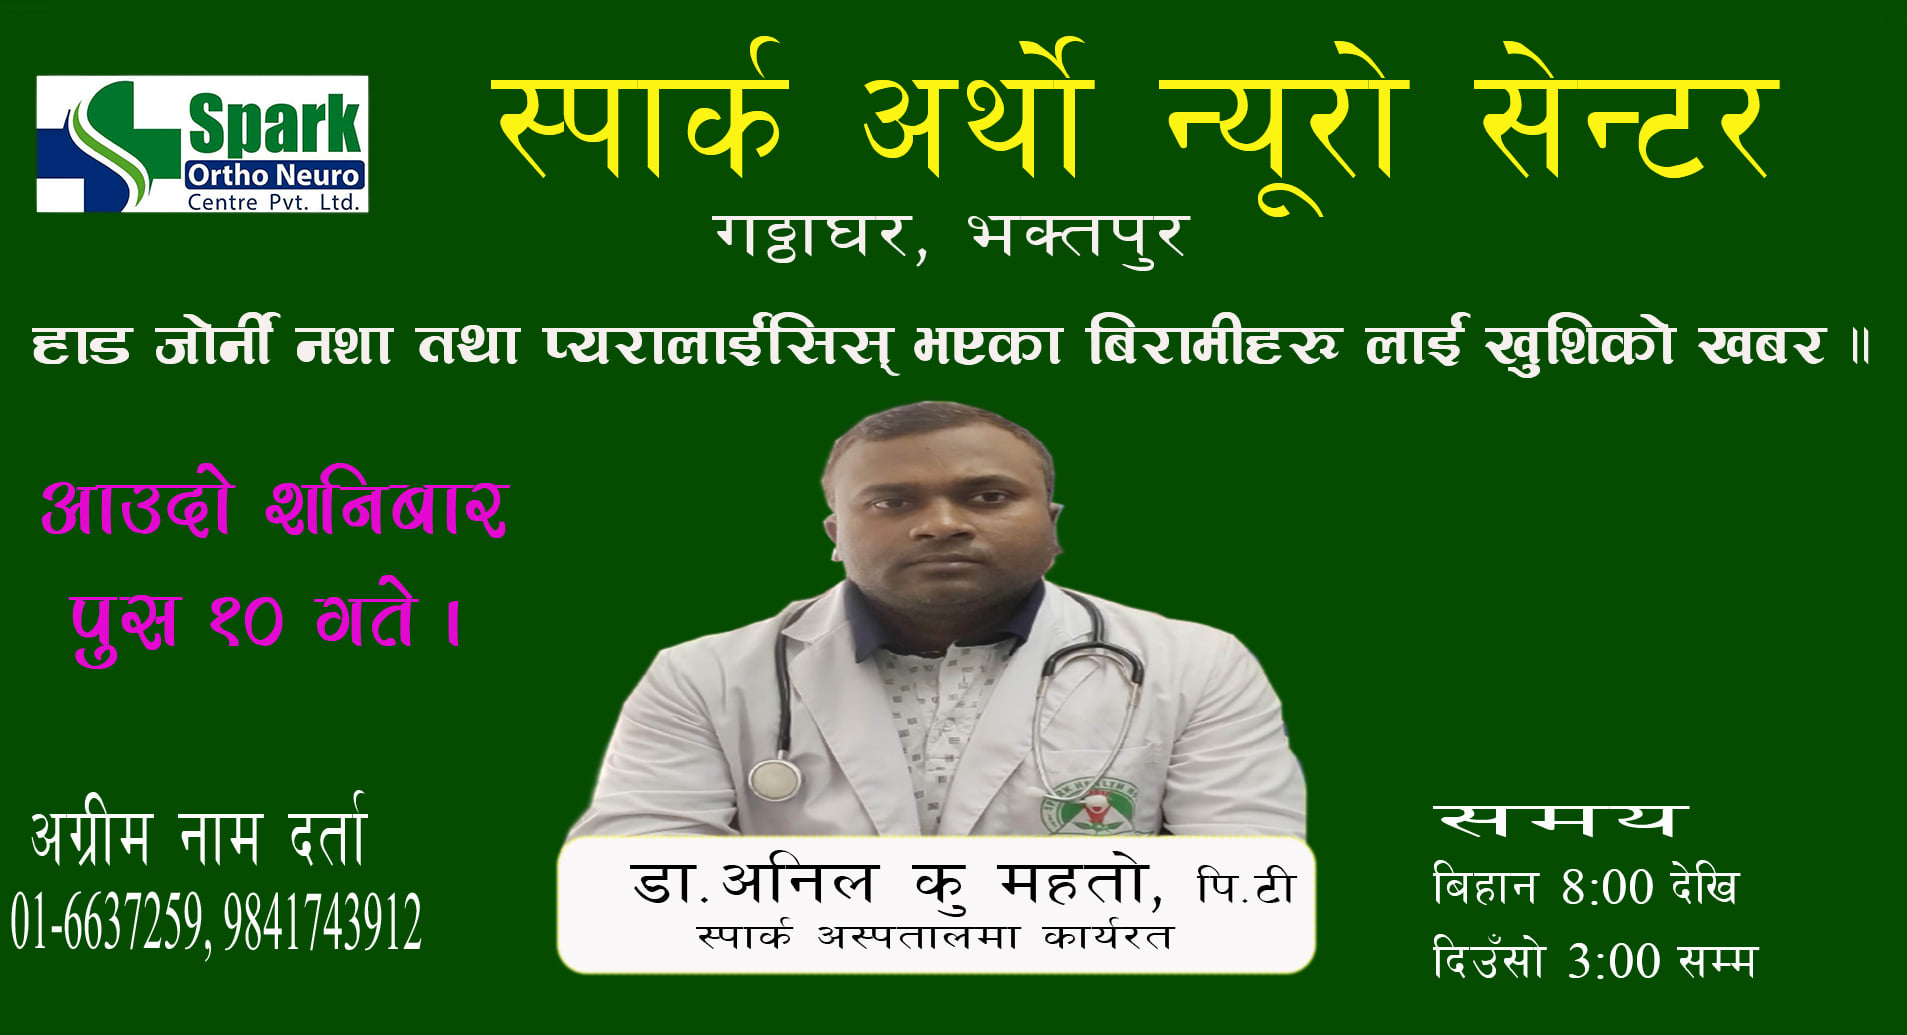 Spark
Ortho Neuro
Centre Pvt. Ltd.
स्पार्क अर्थो न्यूरो सेन्टर
गठ्ठाघर, भक्तपुर
हाड जोर्नी नशा तथा प्यरालाईसिस् भएका बिरामीहरु लाई खुशिको खबर ॥
आउदो शनिबार
पुस १० गते ।
अग्रीम नाम दर्ता
01-6637259, 9841743912
डा.अनिल कु महतो, पि.टी
स्पार्क अस्पतालमा कार्यरत
समय
बिहान 8:00 देखि
दिउँसो 3:00 सम्म